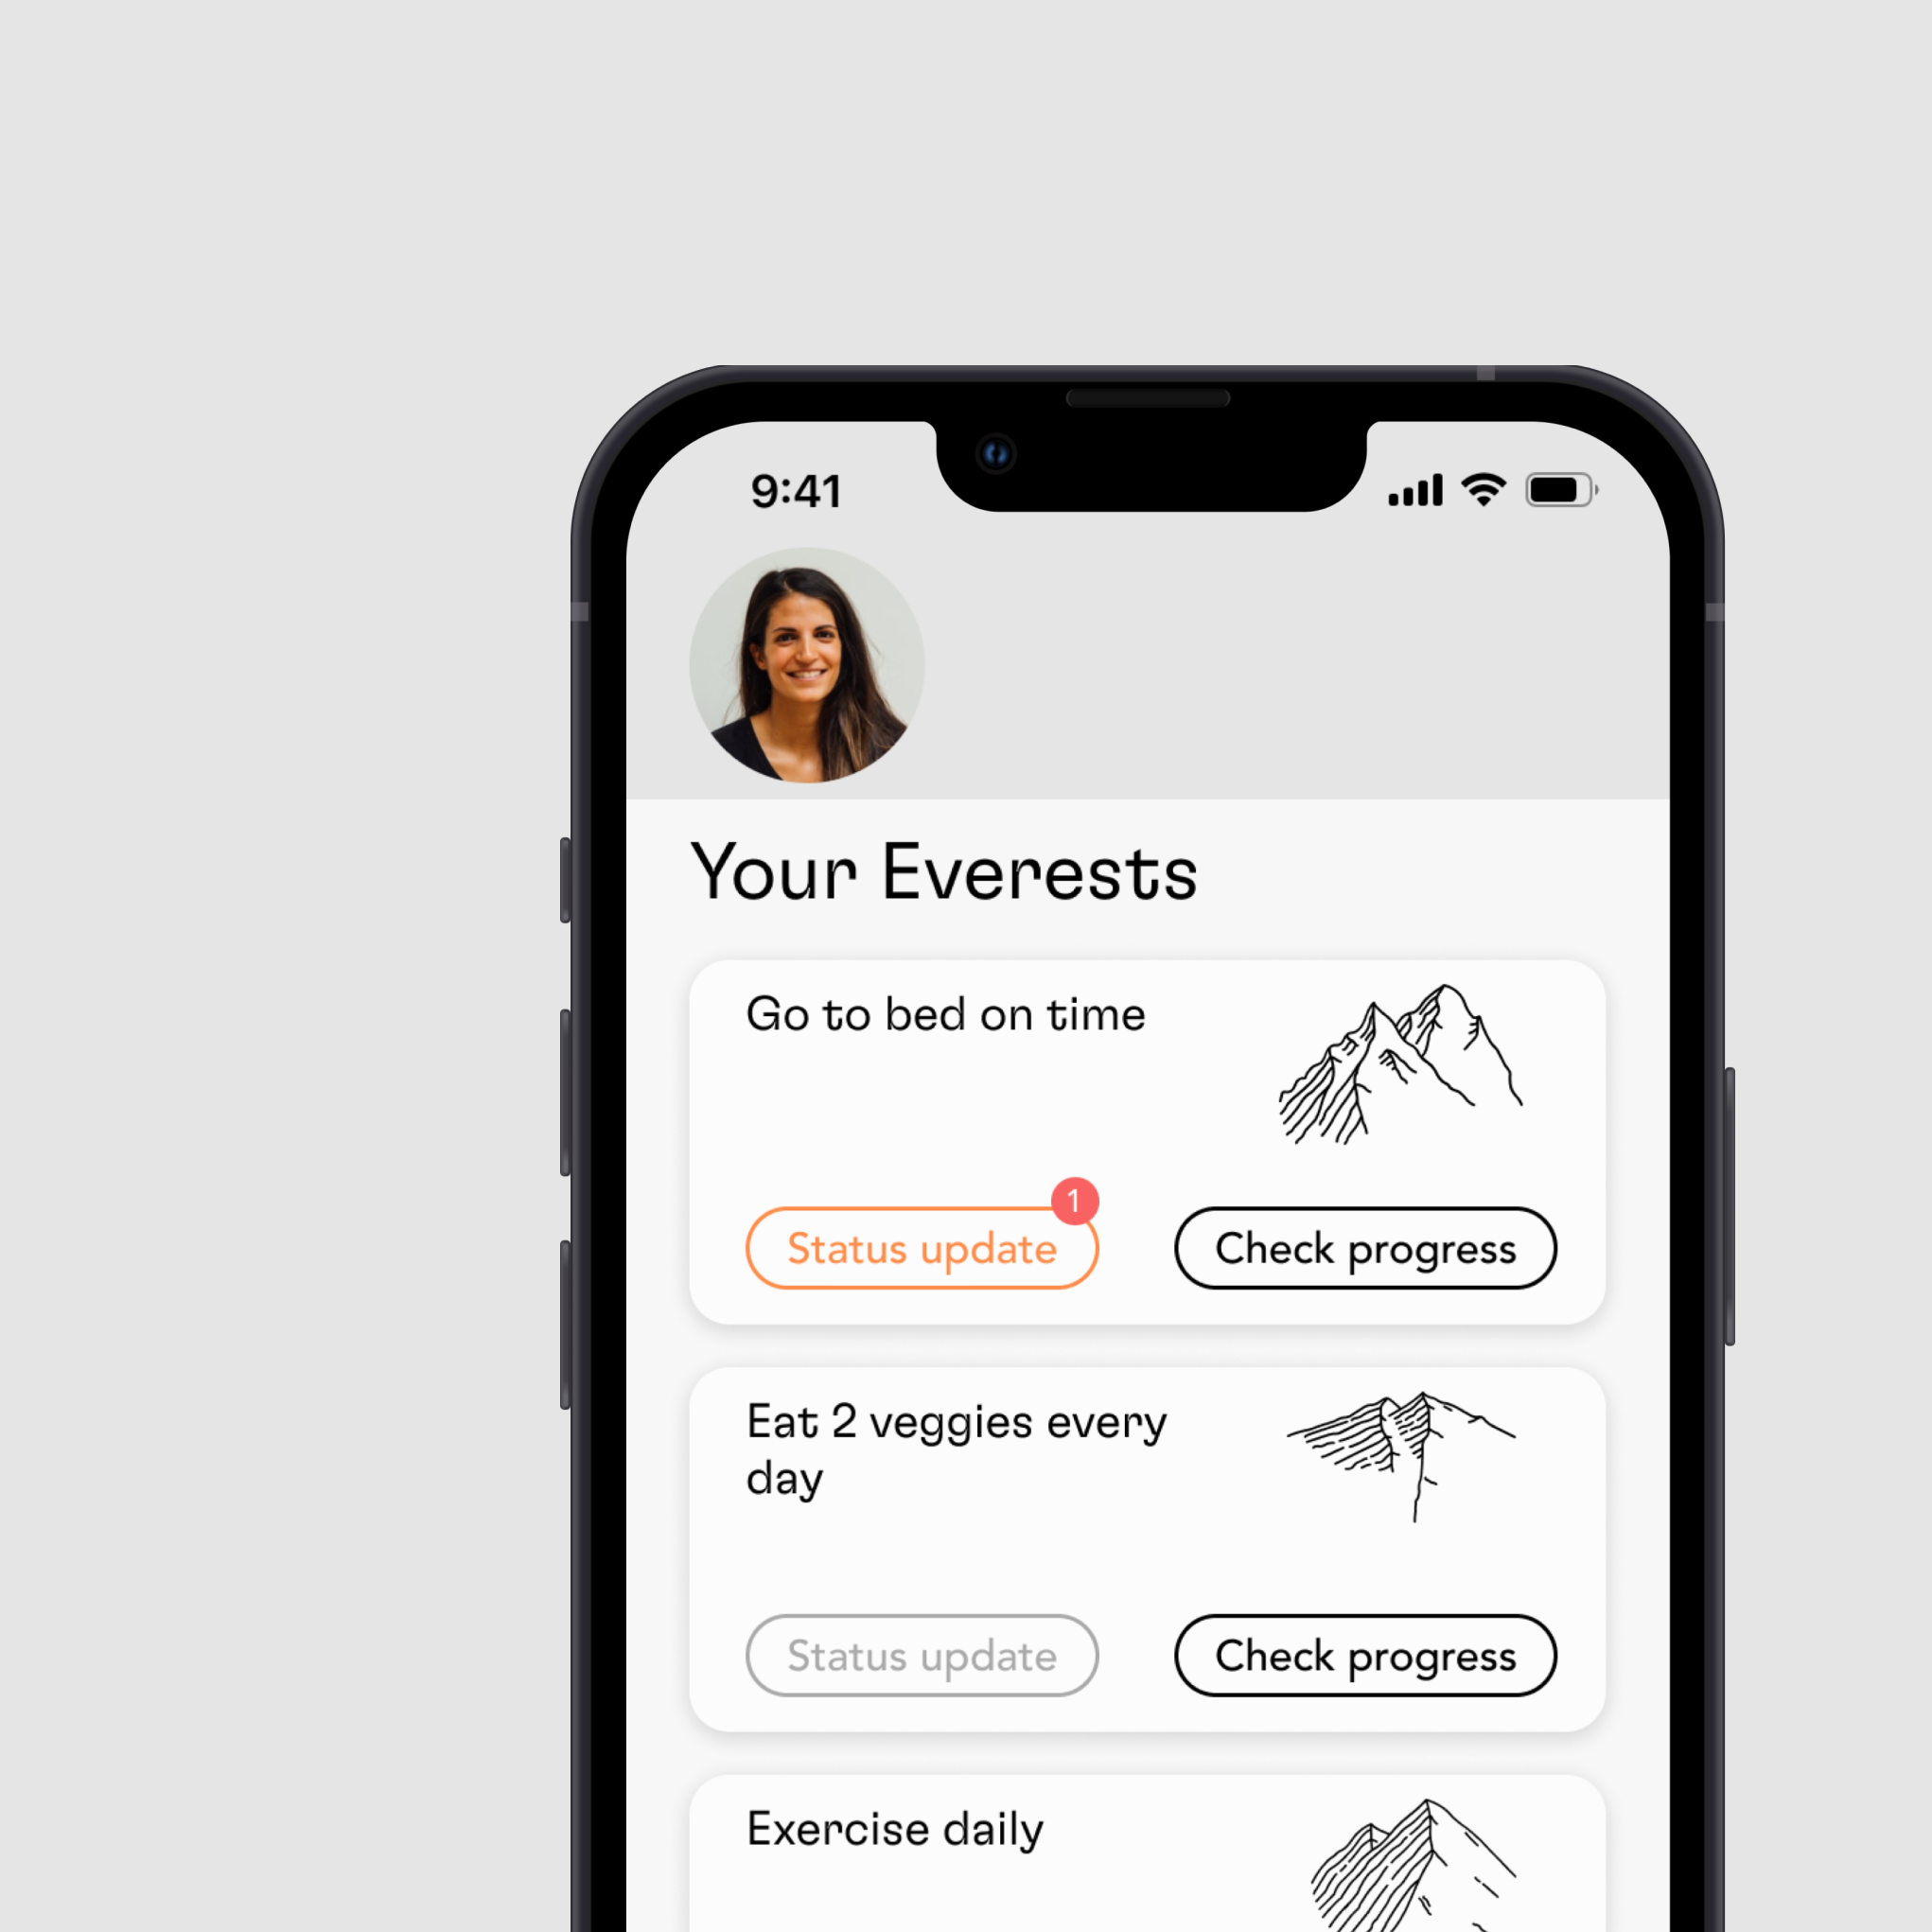 9:41
Your Everests
Go to bed on time
1
Status update
Check progress
Eat 2 veggies every
day
Status update
Check progress
Exercise daily